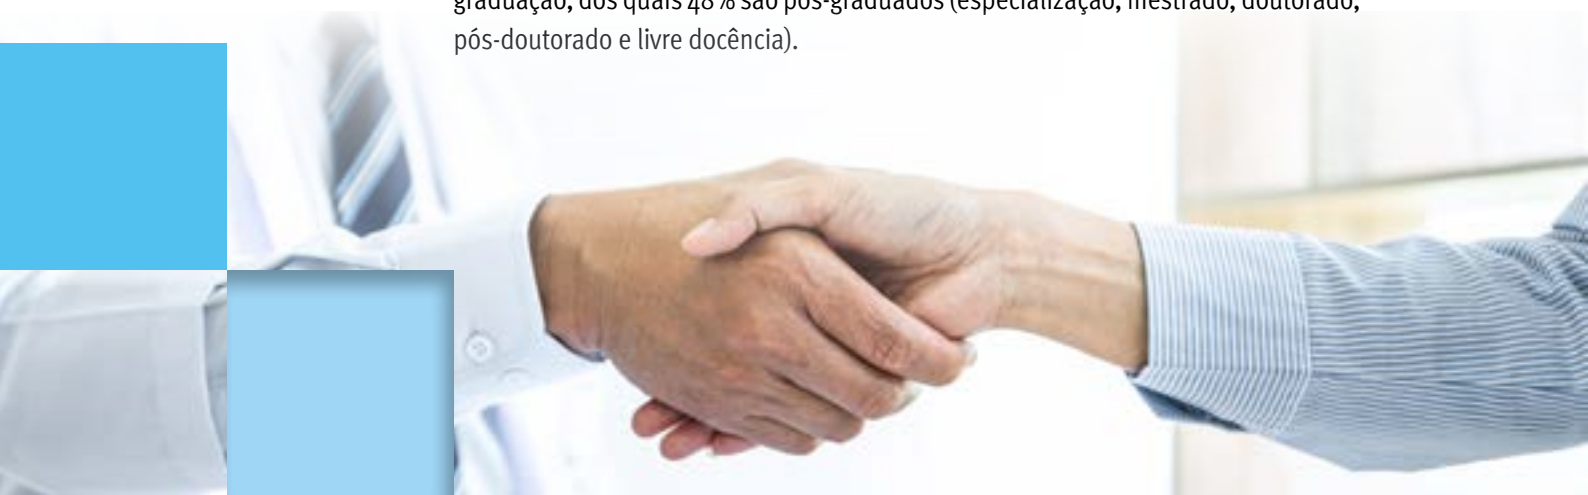 graduação, dos quais 48% são pós-graduados (especialização, mestrado, doutorado,
pós-doutorado e livre docência).